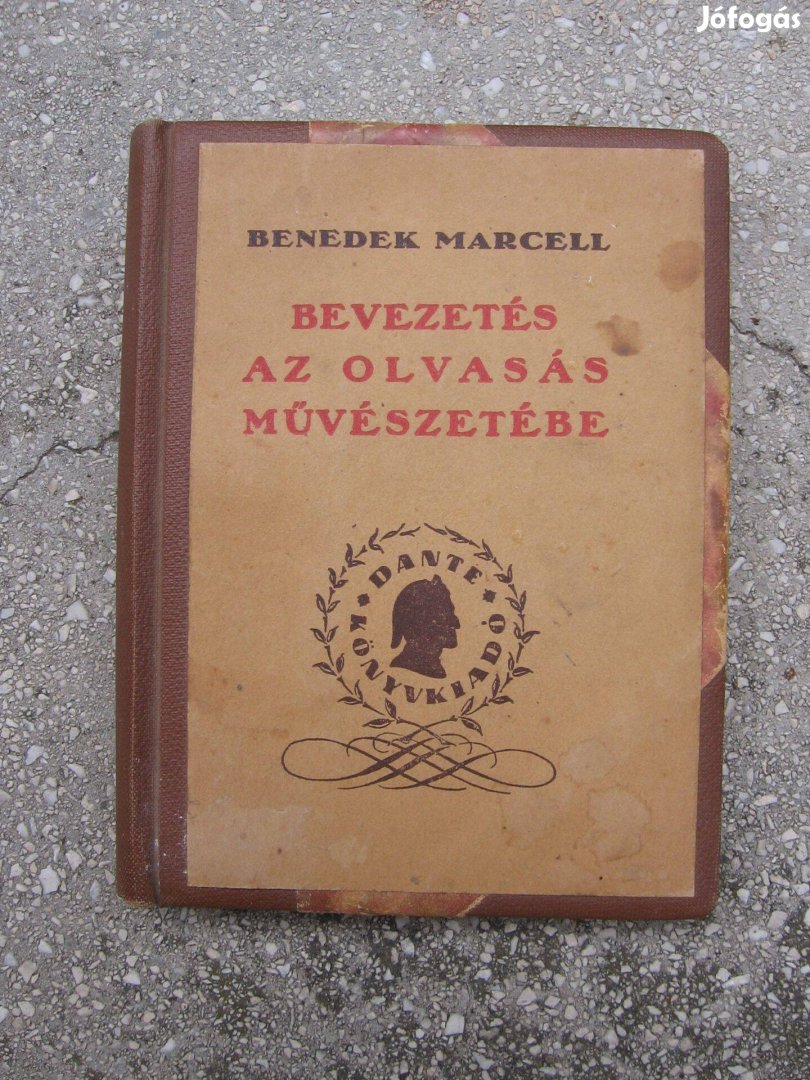 Jófogás
BENEDEK MARCELL
BEVEZETÉS
AZ OLVASÁS
MŰVÉSZETÉBE
DANTE
KÖNYVKIADÓ